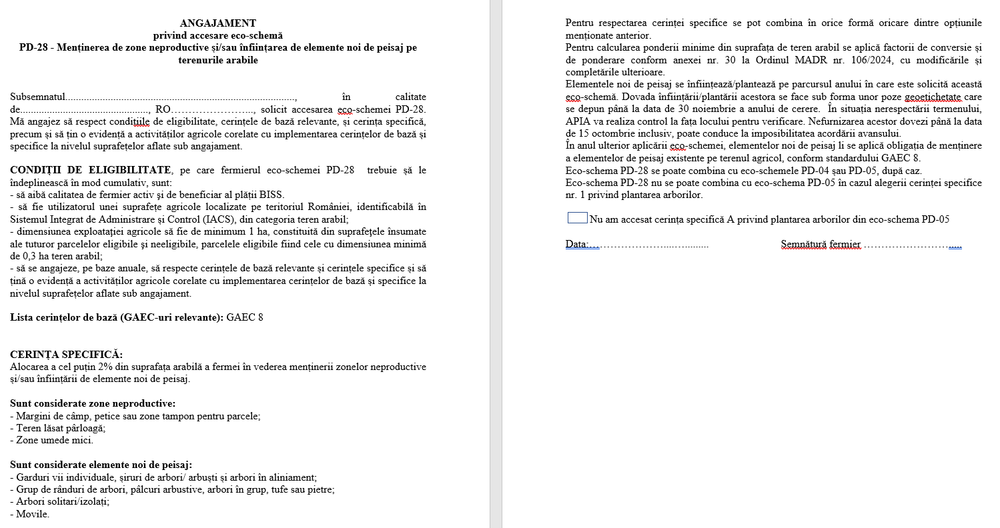 ANGAJAMENT
privind accesare eco-schemă
PD-28 - Menținerea de zone neproductive și/sau înființarea de elemente noi de peisaj pe
terenurile arabile
Subsemnatul............................................................................................................, în calitate
de............................................................, RO…………………..., solicit accesarea eco-schemei PD-28.
Mă angajez să respect condițiile de eligibilitate, cerințele de bază relevante, și cerința specifică,
precum și să țin o evidență a activităților agricole corelate cu implementarea cerințelor de bază și
specifice la nivelul suprafețelor aflate sub angajament.
CONDIȚII DE ELIGIBILITATE, pe care fermierul eco-schemei PD-28 trebuie șă le
îndeplinească în mod cumulativ, sunt:
- să aibă calitatea de fermier activ şi de beneficiar al plății BISS.
- să fie utilizatorul unei suprafețe agricole localizate pe teritoriul României, identificabilă în
Sistemul Integrat de Administrare și Control (IACS), din categoria teren arabil;
- dimensiunea exploataţiei agricole să fie de minimum 1 ha, constituită din suprafeţele însumate
ale tuturor parcelelor eligibile şi neeligibile, parcelele eligibile fiind cele cu dimensiunea minimă
de 0,3 ha teren arabil;
- să se angajeze, pe baze anuale, să respecte cerințele de bază relevante și cerințele specifice și să
țină o evidență a activităților agricole corelate cu implementarea cerințelor de bază și specifice la
nivelul suprafețelor aflate sub angajament.
Lista cerințelor de bază (GAEC-uri relevante): GAEC 8
CERINȚA SPECIFICĂ:
Alocarea a cel puțin 2% din suprafața arabilă a fermei în vederea menținerii zonelor neproductive
și/sau înființării de elemente noi de peisaj.
Sunt considerate zone neproductive:
- Margini de câmp, petice sau zone tampon pentru parcele;
- Teren lăsat pârloagă;
- Zone umede mici.
Sunt considerate elemente noi de peisaj:
- Garduri vii individuale, șiruri de arbori/ arbuști și arbori în aliniament;
- Grup de rânduri de arbori, pâlcuri arbustive, arbori în grup, tufe sau pietre;
- Arbori solitari/izolați;
- Movile.
Pentru respectarea cerinței specifice se pot combina în orice formă oricare dintre opțiunile
menționate anterior.
Pentru calcularea ponderii minime din suprafața de teren arabil se aplică factorii de conversie și
de ponderare conform anexei nr. 30 la Ordinul MADR nr. 106/2024, cu modificările și
completările ulterioare.
Elementele noi de peisaj se înființează/plantează pe parcursul anului în care este solicită această
eco-schemă. Dovada înființării/plantării acestora se face sub forma unor poze geoetichetate care
se depun până la data de 30 noiembrie a anului de cerere. În situația nerespectării termenului,
APIA va realiza control la fața locului pentru verificare. Nefurnizarea acestor dovezi până la data
de 15 octombrie inclusiv, poate conduce la imposibilitatea acordării avansului.
În anul ulterior aplicării eco-schemei, elementelor noi de peisaj li se aplică obligația de menținere
a elementelor de peisaj existente pe terenul agricol, conform standardului GAEC 8.
Eco-schema PD-28 se poate combina cu eco-schemele PD-04 șau PD-05, după caz.
Eco-schema PD-28 nu se poate combina cu eco-schema PD-05 în cazul alegerii cerinței specifice
nr. 1 privind plantarea arborilor.
Nu am accesat cerința specifică A privind plantarea arborilor din eco-schema PD-05
Data:…………………................. Semnătură fermier ……………………......